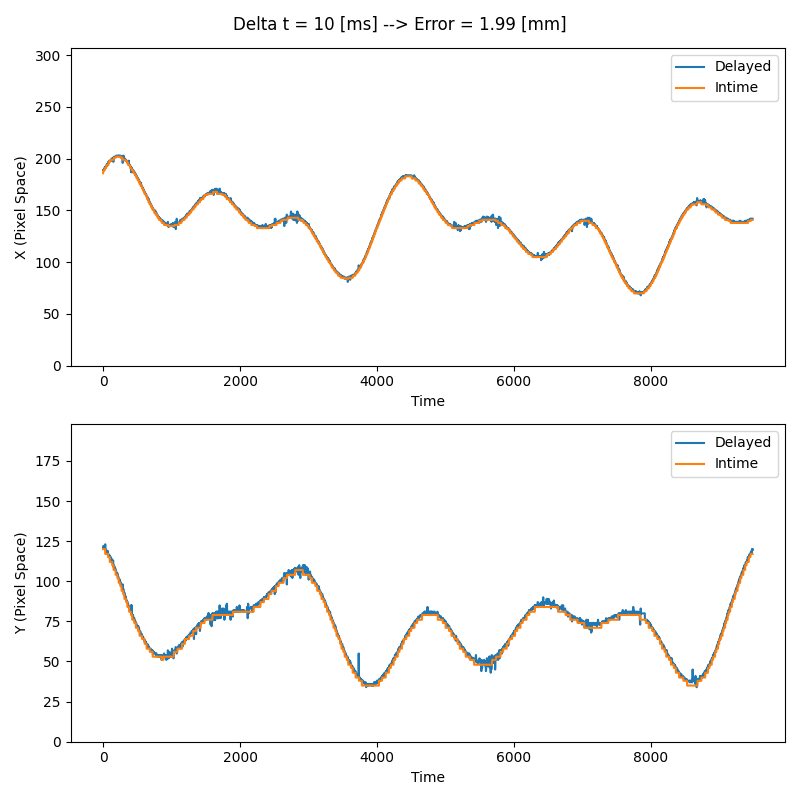 Delta t = 10 [ms] --> Error = 1.99 [mm]
300
250
200
150
100
50
0
X (Pixel Space)
Delayed
Intime
0 2000 4000 6000 8000
Time
175
150
125
100
75
50
25
0
Y (Pixel Space)
Delayed
Intime
0 2000 4000 6000 8000
Time